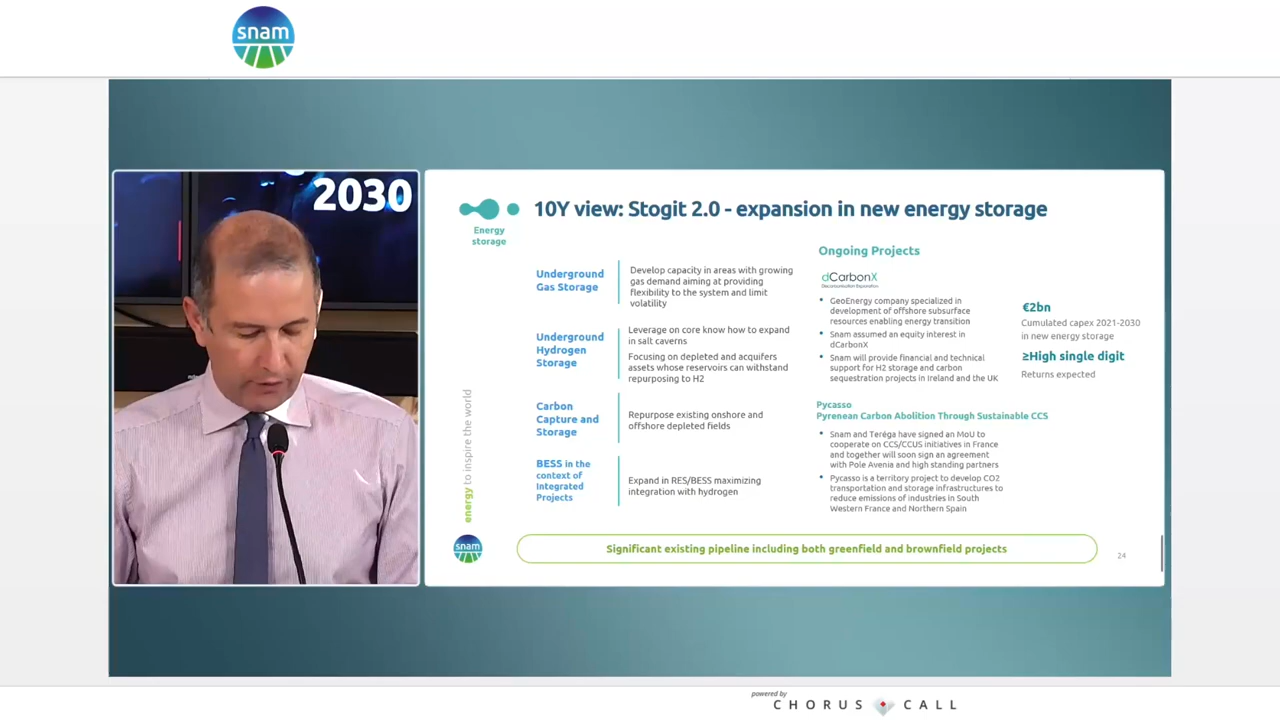 snam
2030
Energy
storage
10Y view: Stogit 2.0 - expansion in new energy storage
Underground
Gas Storage
Develop capacity in areas with growing
gas demand aiming at providing
flexibility to the system and limit
volatility
Underground
Hydrogen
Storage
Leverage on core know how to expand
in salt caverns
Focusing on depleted and acquifers
assets whose reservoirs can withstand
repurposing to H2
Carbon
Capture and
Storage
Repurpose existing onshore and
offshore depleted fields
BESS in the
context of
Integrated
Projects
Expand in RES/BESS maximizing
integration with hydrogen
Ongoing Projects
dCarbonX
Decarbonisation Exploration
• GeoEnergy company specialized in
development of offshore subsurface
resources enabling energy transition
• Snam assumed an equity interest in
dCarbonX
• Snam will provide financial and technical
support for H2 storage and carbon
sequestration projects in Ireland and the UK
Pycasso
Pyrenean Carbon Abolition Through Sustainable CCS
• Snam and Teréga have signed an MoU to
cooperate on CCS/CCUS initiatives in France
and together will soon sign an agreement
with Pole Avenia and high standing partners
• Pycasso is a territory project to develop CO2
transportation and storage infrastructures to
reduce emissions of industries in South
Western France and Northern Spain
€2bn
Cumulated capex 2021-2030
in new energy storage
≥High single digit
Returns expected
energy to inspire the world
snam
Significant existing pipeline including both greenfield and brownfield projects
24
powered by
CHORUS CALL